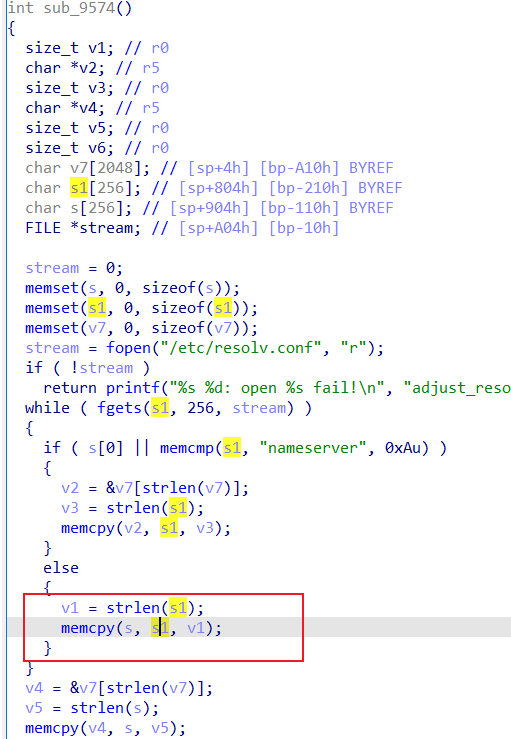 int sub_9574()
{
size_t v1; // r0
char *v2; // r5
size_t v3; // r0
char *v4; // r5
size_t v5; // r0
size_t v6; // r0
char v7[2048]; // [sp+4h] [bp-A10h] BYREF
char s1[256]; // [sp+804h] [bp-210h] BYREF
char s[256]; // [sp+904h] [bp-110h] BYREF
FILE *stream; // [sp+A04h] [bp-10h]
stream = 0;
memset(s, 0, sizeof(s));
memset(s1, 0, sizeof(s1));
memset(v7, 0, sizeof(v7));
stream = fopen("/etc/resolv.conf", "r");
if ( !stream )
return printf("%s %d: open %s fail!\n", "adjust_reso
while ( fgets(s1, 256, stream) )
{
if ( s[0] || memcmp(s1, "nameserver", 0xAu) )
{
v2 = &v7[strlen(v7)];
v3 = strlen(s1);
memcpy(v2, s1, v3);
}
else
{
v1 = strlen(s1);
memcpy(s, s1, v1);
}
}
v4 = &v7[strlen(v7)];
v5 = strlen(s);
memcpy(v4, s, v5);